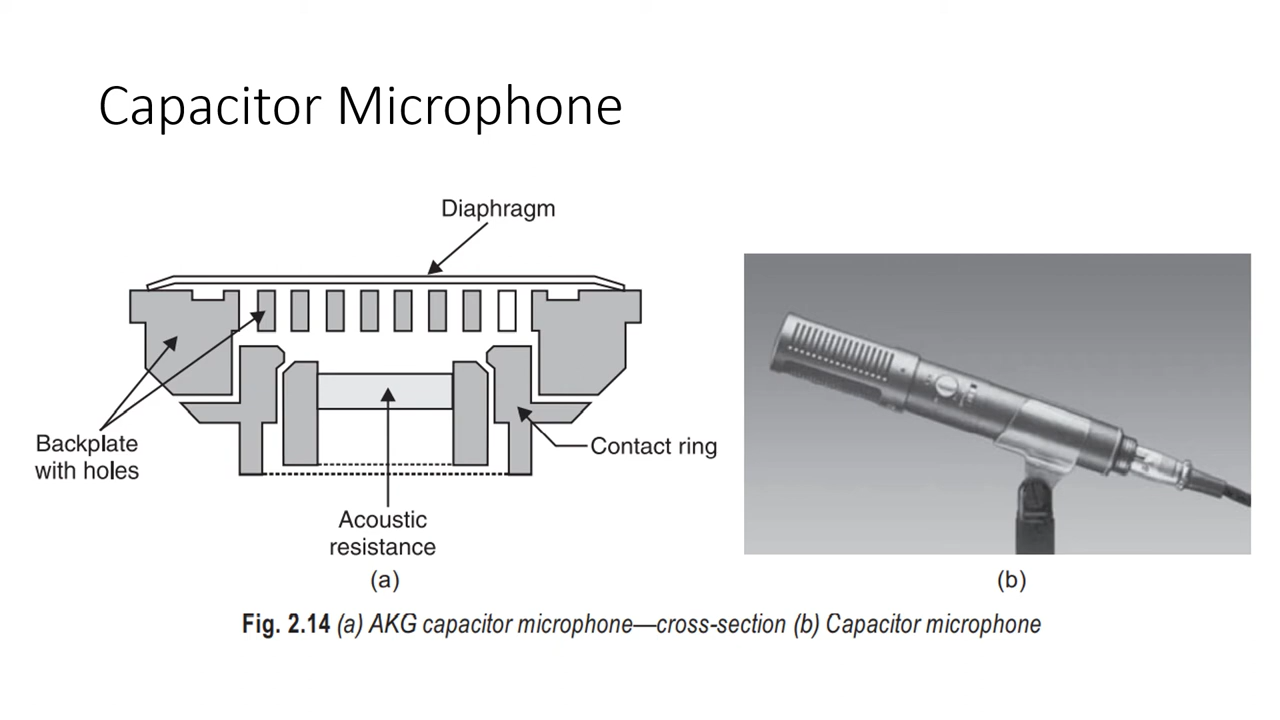 Capacitor Microphone
Diaphragm
Backplate
with holes
Contact ring
Acoustic
resistance
(a)
(b)
Fig. 2.14 (a) AKG capacitor microphone—cross-section (b) Capacitor microphone